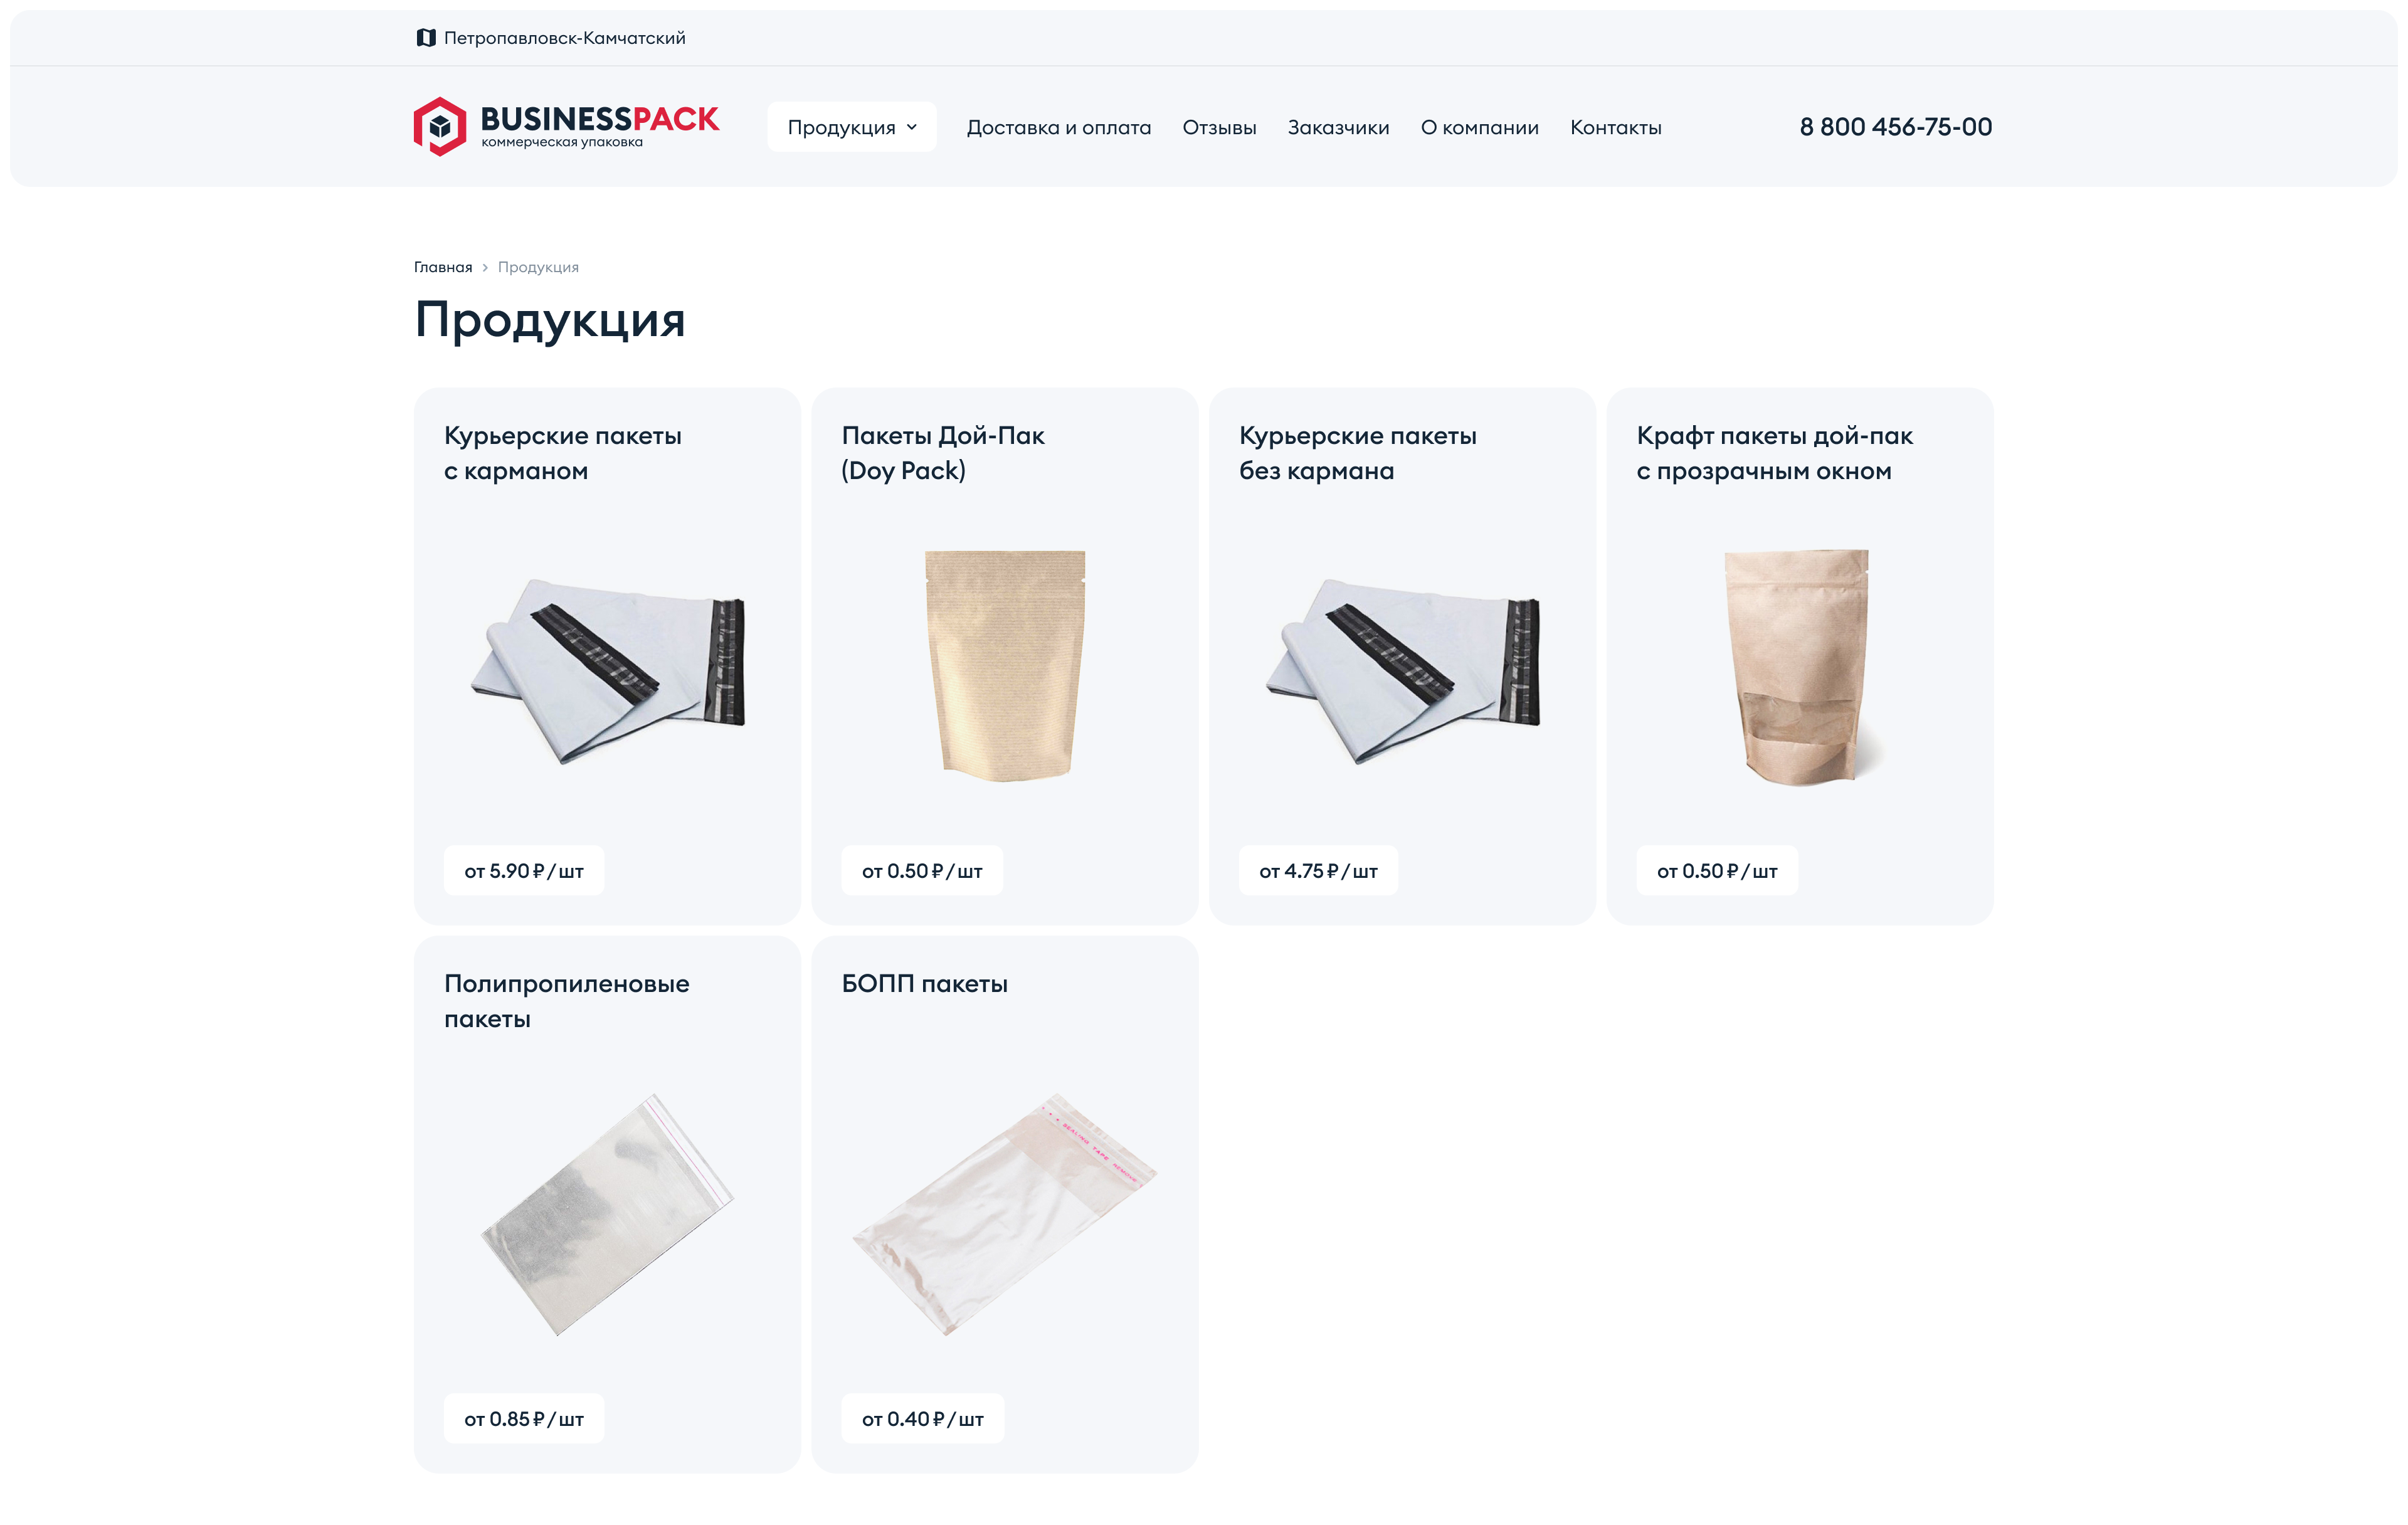 Петропавловск-Камчатский
BUSINESSPACK
коммерческая упаковка
Продукция
Доставка и оплата
Отзывы
Заказчики
О компании
Контакты
8 800 456-75-00
Главная > Продукция
Продукция
Курьерские пакеты
с карманом
от 5.90 ₽/шт
Пакеты Дой-Пак
(Doy Pack)
от 0.50 ₽/шт
Курьерские пакеты
без кармана
от 4.75 ₽/шт
Крафт пакеты дой-пак
с прозрачным окном
от 0.50 ₽/шт
Полипропиленовые
пакеты
от 0.85 ₽/шт
БОПП пакеты
SEALING TAPE REMOVE
от 0.40 ₽/шт